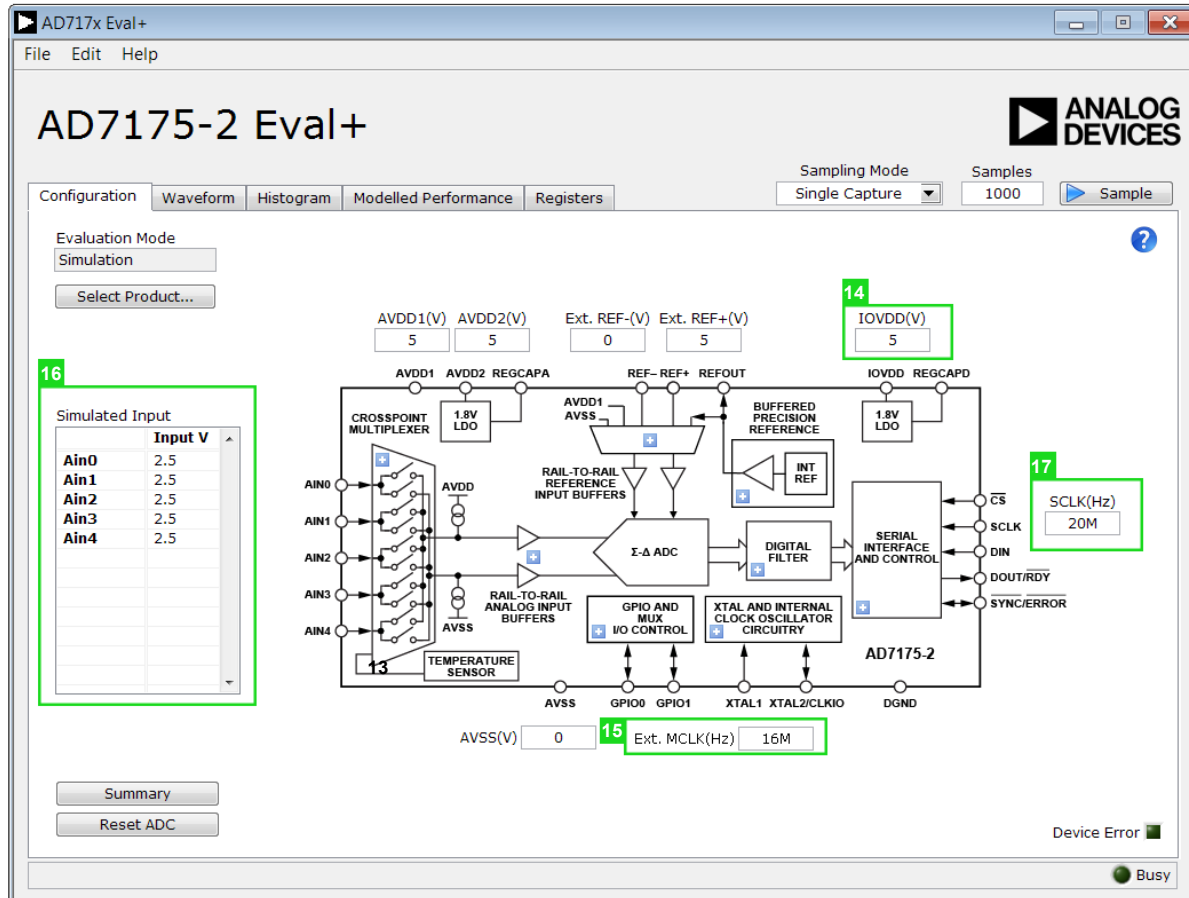 AD717x Eval+
File Edit Help
AD7175-2 Eval+
ANALOG
DEVICES
Sampling Mode Samples
Configuration Waveform Histogram Modelled Performance Registers Single Capture 1000 Sample
Evaluation Mode
Simulation
Select Product...
14
AVDD1(V) AVDD2(V) Ext. REF-(V) Ext. REF+(V) IOVDD(V)
5 5 0 5 5
16
AVDD1 AVDD2 REGCAPA REF– REF+ REFOUT IOVDD REGCAPD
Simulated Input
Input V
Ain0 2.5
Ain1 2.5
Ain2 2.5
Ain3 2.5
Ain4 2.5
CROSSPOINT
MULTIPLEXER
1.8V
LDO
AVDD1
AVSS
BUFFERED
PRECISION
REFERENCE
1.8V
LDO
RAIL-TO-RAIL
REFERENCE
INPUT BUFFERS
INT
REF
17
SCLK(Hz)
20M
AIN0
AIN1
AIN2
AIN3
AIN4
AVDD
AVSS
Σ-Δ ADC
DIGITAL
FILTER
SERIAL
INTERFACE
AND CONTROL
CS
SCLK
DIN
DOUT/RDY
SYNC/ERROR
RAIL-TO-RAIL
ANALOG INPUT
BUFFERS
GPIO AND
MUX
I/O CONTROL
XTAL AND INTERNAL
CLOCK OSCILLATOR
CIRCUITRY
AD7175-2
13
TEMPERATURE
SENSOR
AVSS GPIO0 GPIO1 XTAL1 XTAL2/CLKIO DGND
AVSS(V) 0 15 Ext. MCLK(Hz) 16M
Summary
Reset ADC
Device Error
Busy